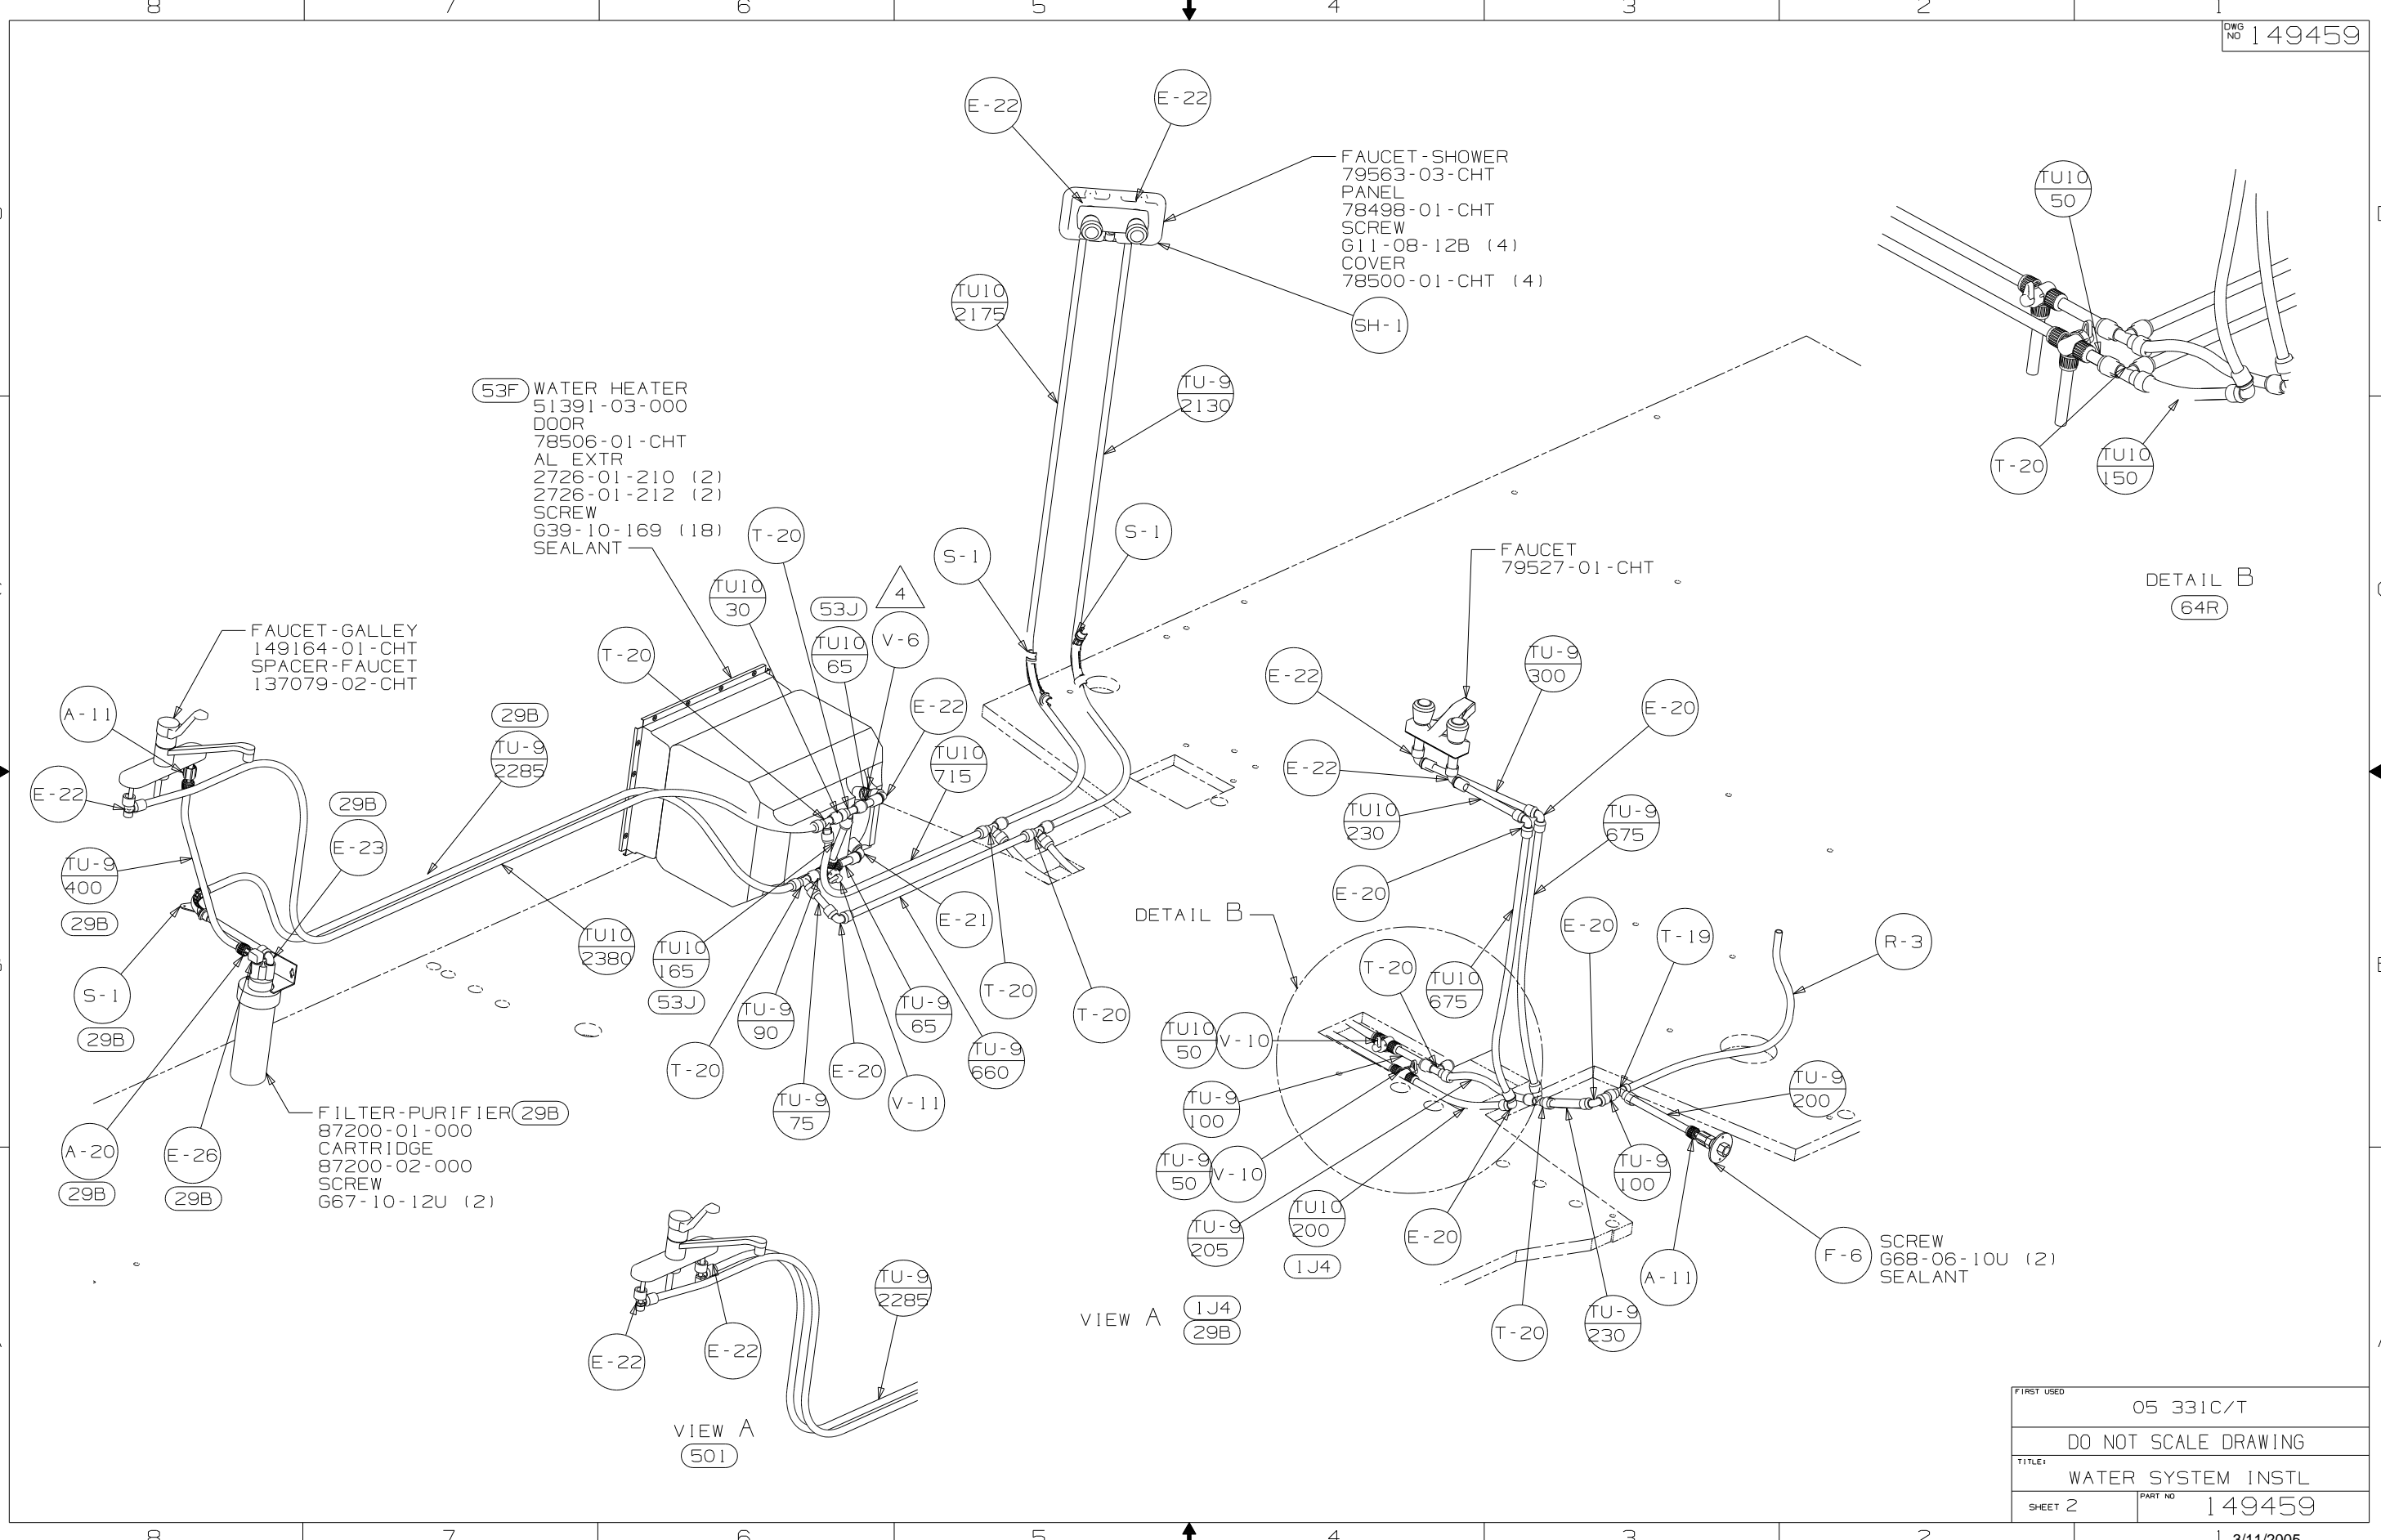 8 7 6 5 4 3 2 1
DWG NO 149459
E-22
E-22
FAUCET-SHOWER
79563-03-CHT
PANEL
78498-01-CHT
SCREW
G11-08-12B (4)
COVER
78500-01-CHT (4)
SH-1
TU10
2175
TU-9
2130
TU10
50
T-20
TU10
150
DETAIL B
64R
53F WATER HEATER
51391-03-000
DOOR
78506-01-CHT
AL EXTR
2726-01-210 (2)
2726-01-212 (2)
SCREW
G39-10-169 (18)
SEALANT
T-20
S-1
S-1
TU10
30
53J
4
TU10
65
V-6
T-20
E-22
TU10
715
FAUCET
79527-01-CHT
FAUCET-GALLEY
149164-01-CHT
SPACER-FAUCET
137079-02-CHT
A-11
E-22
29B
TU-9
2285
29B
E-23
TU-9
400
29B
S-1
29B
TU10
2380
TU10
165
53J
E-21
T-20
T-20
TU-9
90
TU-9
65
TU-9
660
T-20
E-20
TU-9
75
V-11
E-22
TU-9
300
E-20
E-22
TU10
230
TU-9
675
E-20
DETAIL B
E-20
T-19
R-3
T-20
TU10
675
TU10
50
V-10
TU-9
100
TU-9
200
TU-9
50
V-10
TU-9
100
TU-9
205
TU10
200
1J4
E-20
A-11
F-6
SCREW
G68-06-10U (2)
SEALANT
T-20
TU-9
230
FILTER-PURIFIER 29B
87200-01-000
CARTRIDGE
87200-02-000
SCREW
G67-10-12U (2)
A-20
29B
E-26
29B
VIEW A
1J4
29B
TU-9
2285
E-22
E-22
VIEW A
501
FIRST USED
05 331C/T
DO NOT SCALE DRAWING
TITLE:
WATER SYSTEM INSTL
SHEET 2
PART NO 149459
8 7 6 5 4 3 2 1
3/11/2005